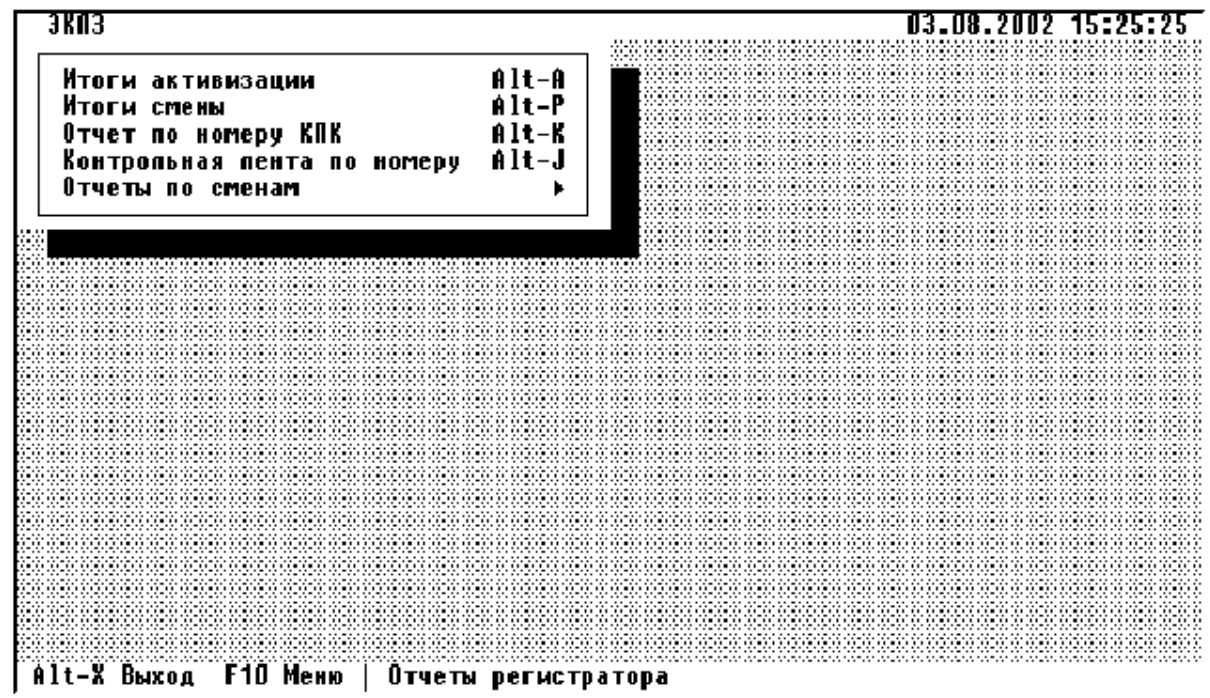 ЭКЛЗ 03.08.2002 15:25:25
Итоги активизации Alt-A
Итоги смены Alt-P
Отчет по номеру КПК Alt-K
Контрольная лента по номеру Alt-J
Отчеты по сменам ▶
Alt-X Выход F10 Меню | Отчеты регистратора